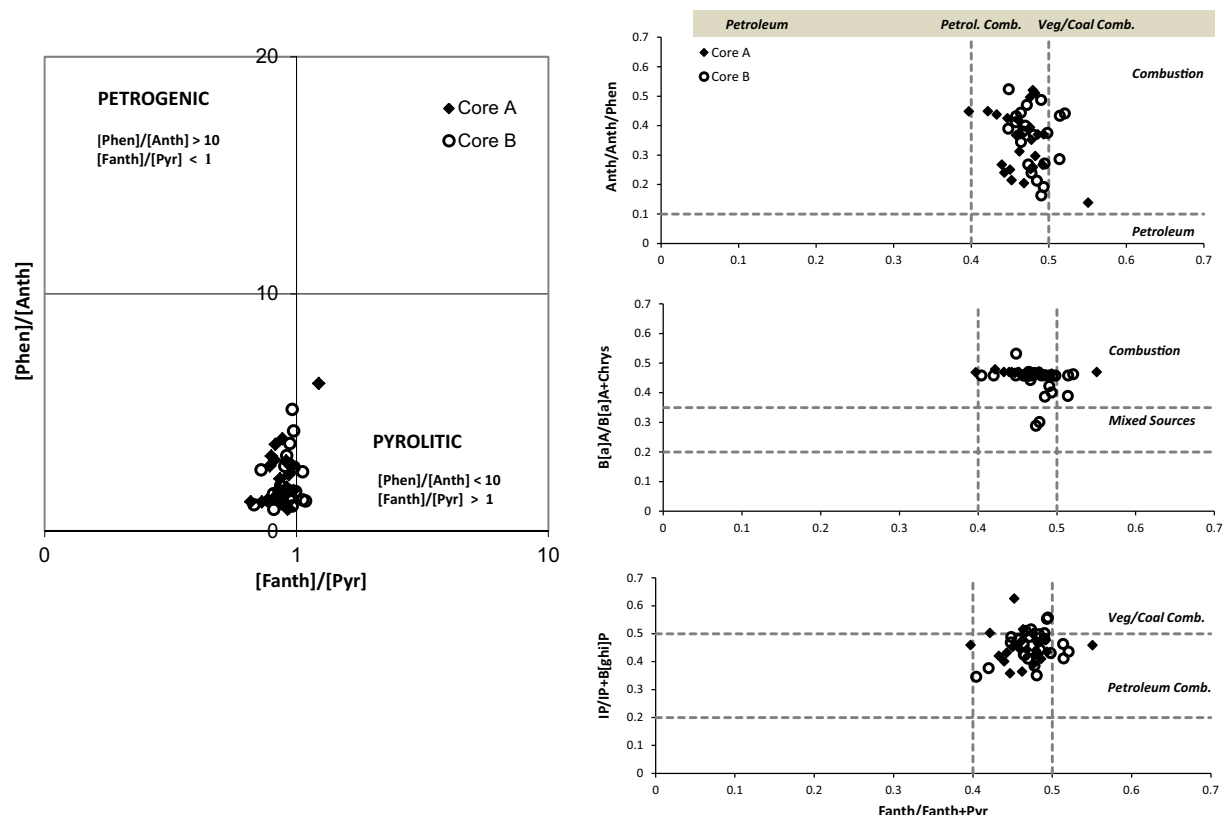 20
PETROGENIC
[Phen]/[Anth] > 10
[Fanth]/[Pyr] < 1
Core A
Core B
[Phen]/[Anth]
10
PYROLITIC
[Phen]/[Anth] < 10
[Fanth]/[Pyr] > 1
0
0
1
10
[Fanth]/[Pyr]
Petroleum
Petrol. Comb.
Veg/Coal Comb.
Core A
Core B
Combustion
Petroleum
Anth/Anth/Phen
0.7
0.6
0.5
0.4
0.3
0.2
0.1
0
0
0.1
0.2
0.3
0.4
0.5
0.6
0.7
Combustion
Mixed Sources
B[a]A/B[a]A+Chrys
0.7
0.6
0.5
0.4
0.3
0.2
0.1
0
0
0.1
0.2
0.3
0.4
0.5
0.6
0.7
Veg/Coal Comb.
Petroleum Comb.
IP/IP+B[ghi]P
0.7
0.6
0.5
0.4
0.3
0.2
0.1
0
0
0.1
0.2
0.3
0.4
0.5
0.6
0.7
Fanth/Fanth+Pyr